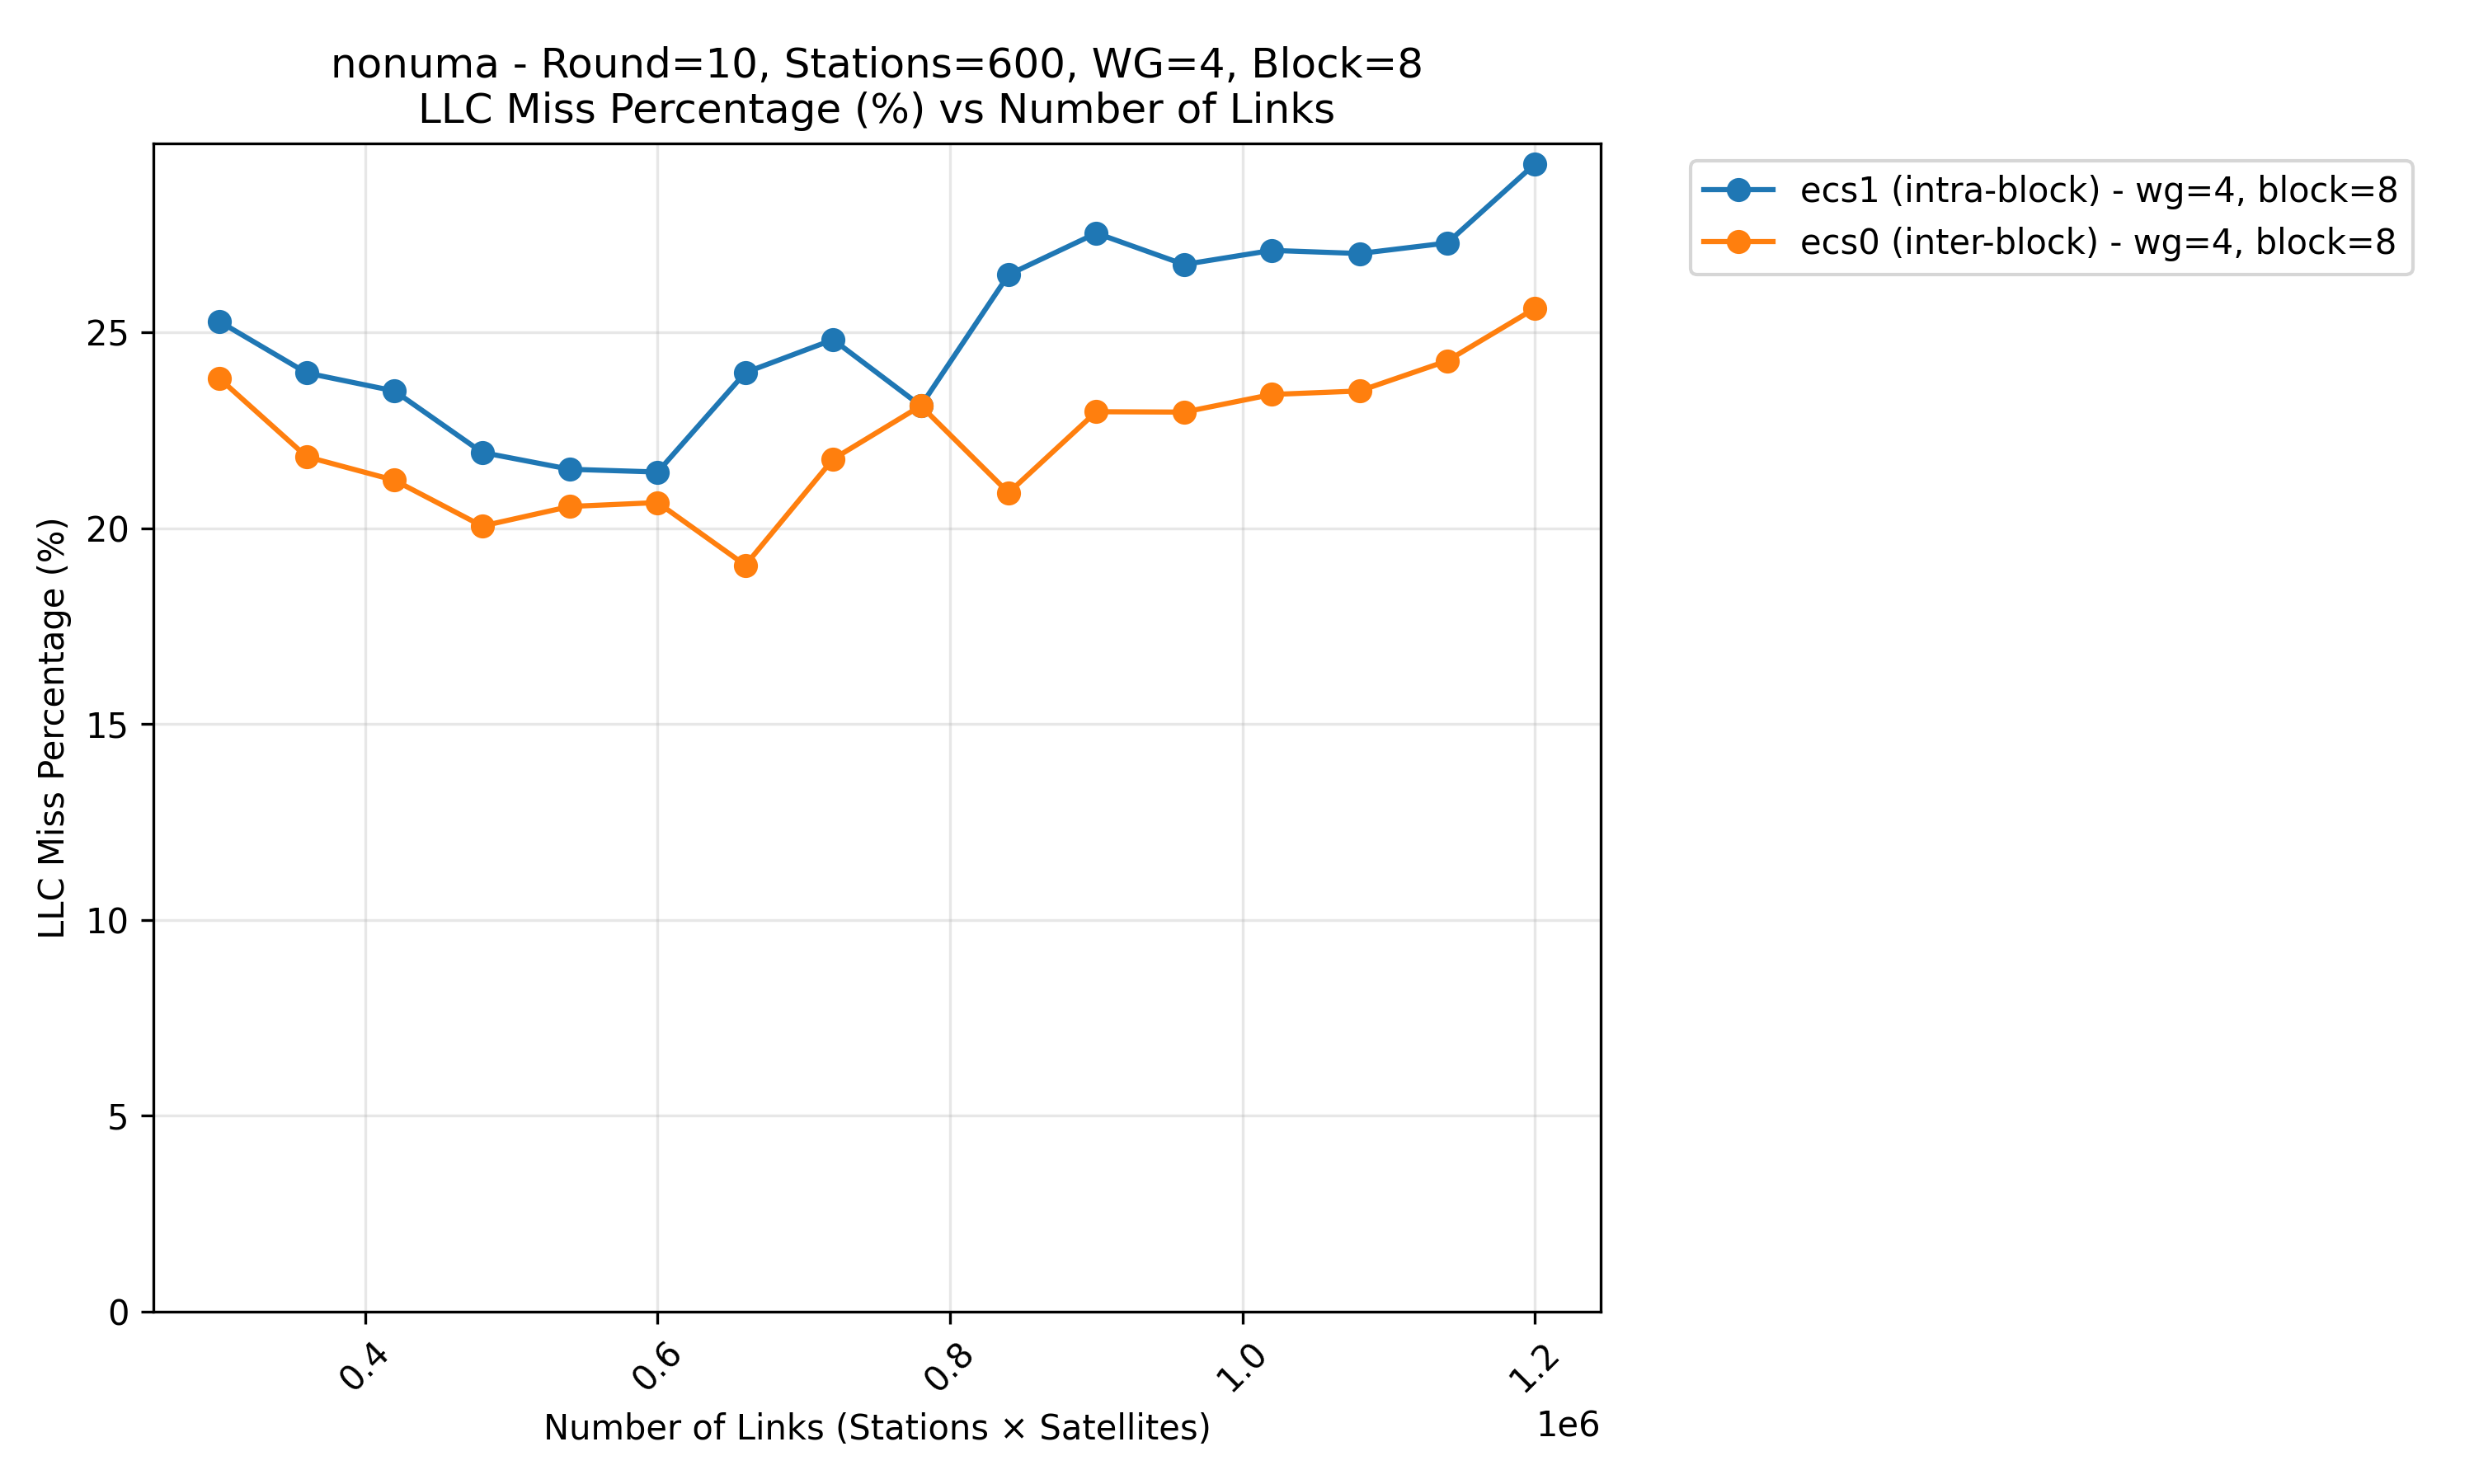 nonuma - Round=10, Stations=600, WG=4, Block=8
LLC Miss Percentage (%) vs Number of Links
ecs1 (intra-block) - wg=4, block=8
ecs0 (inter-block) - wg=4, block=8
LLC Miss Percentage (%)
25
20
15
10
5
0
0.4
0.6
0.8
1.0
1.2
1e6
Number of Links (Stations × Satellites)